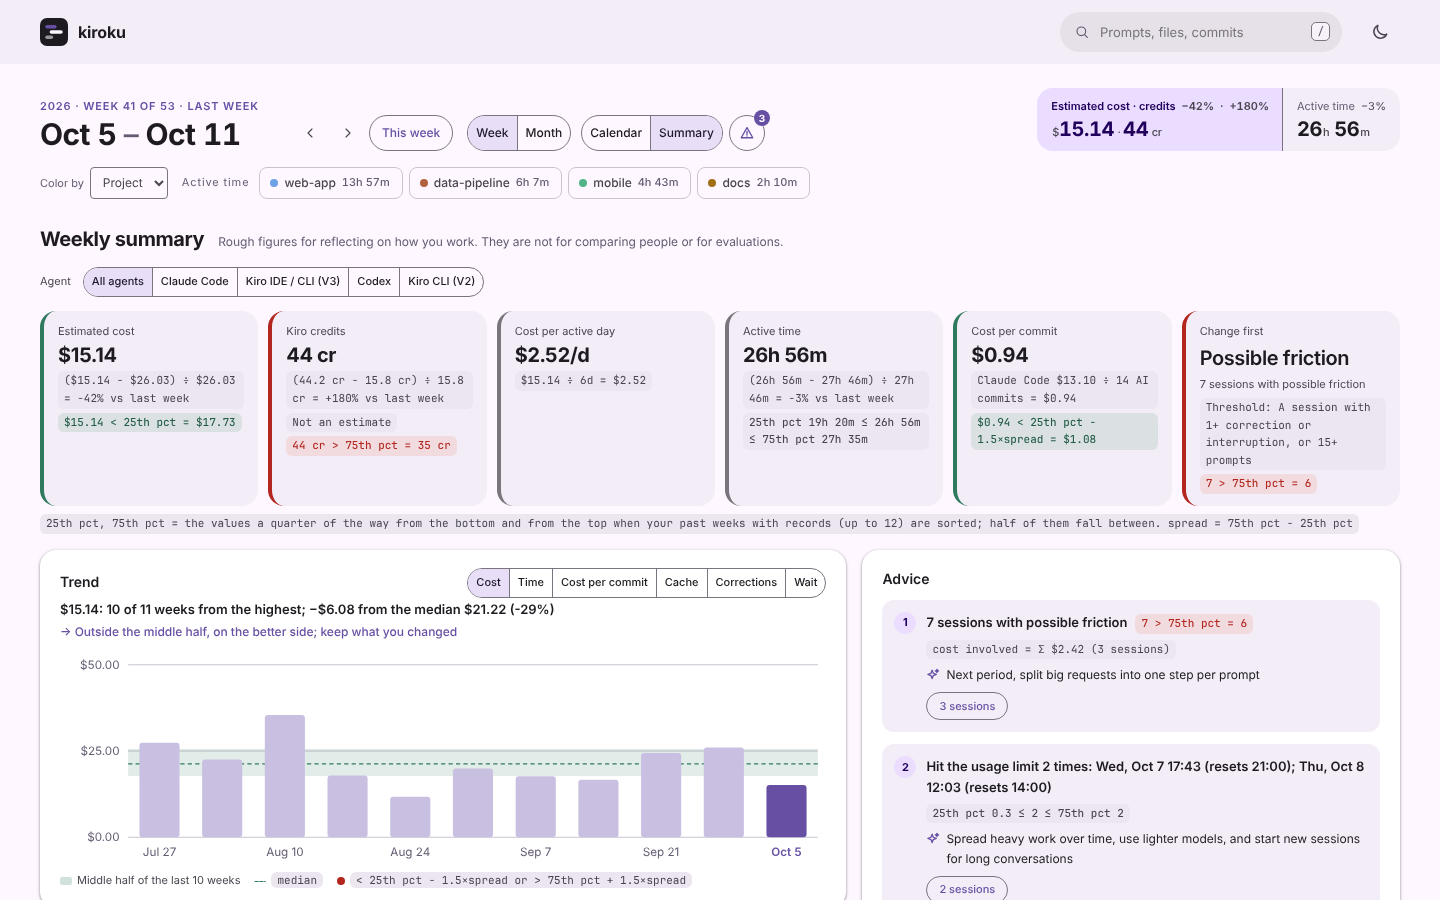 kiroku
Prompts, files, commits /
2026 · WEEK 41 OF 53 · LAST WEEK
Oct 5 – Oct 11
This week
Week Month
Calendar Summary
3
Estimated cost · credits −42% · +180%
$15.14 · 44 cr
Active time −3%
26h 56m
Color by Project
Active time
web-app 13h 57m
data-pipeline 6h 7m
mobile 4h 43m
docs 2h 10m
Weekly summary Rough figures for reflecting on how you work. They are not for comparing people or for evaluations.
Agent All agents Claude Code Kiro IDE / CLI (V3) Codex Kiro CLI (V2)
Estimated cost
$15.14
($15.14 - $26.03) ÷ $26.03
= -42% vs last week
$15.14 < 25th pct = $17.73
Kiro credits
44 cr
(44.2 cr - 15.8 cr) ÷ 15.8
cr = +180% vs last week
Not an estimate
44 cr > 75th pct = 35 cr
Cost per active day
$2.52/d
$15.14 ÷ 6d = $2.52
Active time
26h 56m
(26h 56m - 27h 46m) ÷ 27h
46m = -3% vs last week
25th pct 19h 20m ≤ 26h 56m
≤ 75th pct 27h 35m
Cost per commit
$0.94
Claude Code $13.10 ÷ 14 AI
commits = $0.94
$0.94 < 25th pct -
1.5×spread = $1.08
Change first
Possible friction
7 sessions with possible friction
Threshold: A session with
1+ correction or
interruption, or 15+
prompts
7 > 75th pct = 6
25th pct, 75th pct = the values a quarter of the way from the bottom and from the top when your past weeks with records (up to 12) are sorted; half of them fall between. spread = 75th pct - 25th pct
Trend
Cost Time Cost per commit Cache Corrections Wait
$15.14: 10 of 11 weeks from the highest; −$6.08 from the median $21.22 (-29%)
→ Outside the middle half, on the better side; keep what you changed
$50.00
$25.00
$0.00
Jul 27 Aug 10 Aug 24 Sep 7 Sep 21 Oct 5
Middle half of the last 10 weeks median < 25th pct - 1.5×spread or > 75th pct + 1.5×spread
Advice
1 7 sessions with possible friction 7 > 75th pct = 6
cost involved = Σ $2.42 (3 sessions)
Next period, split big requests into one step per prompt
3 sessions
2 Hit the usage limit 2 times: Wed, Oct 7 17:43 (resets 21:00); Thu, Oct 8
12:03 (resets 14:00)
25th pct 0.3 ≤ 2 ≤ 75th pct 2
Spread heavy work over time, use lighter models, and start new sessions
for long conversations
2 sessions